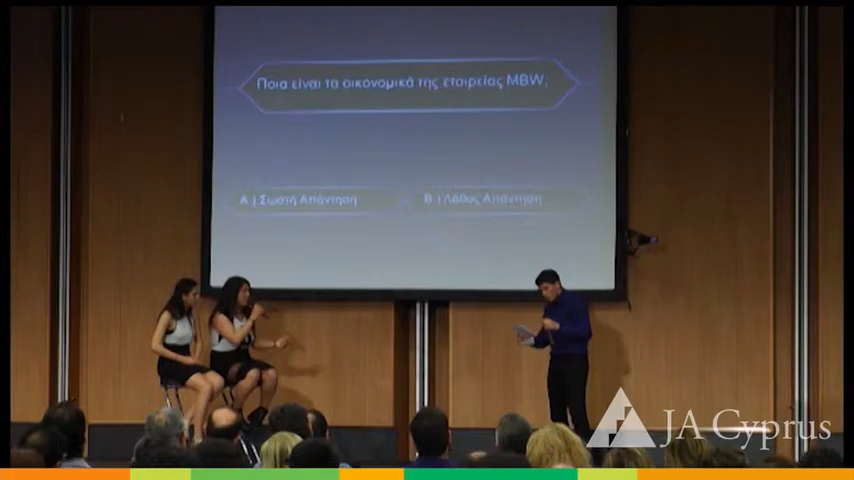 Ποια είναι τα οικονομικά της εταιρείας MBW;
Α ) Σωστή Απάντηση
Β ) Λάθος Απάντηση
JA Cyprus